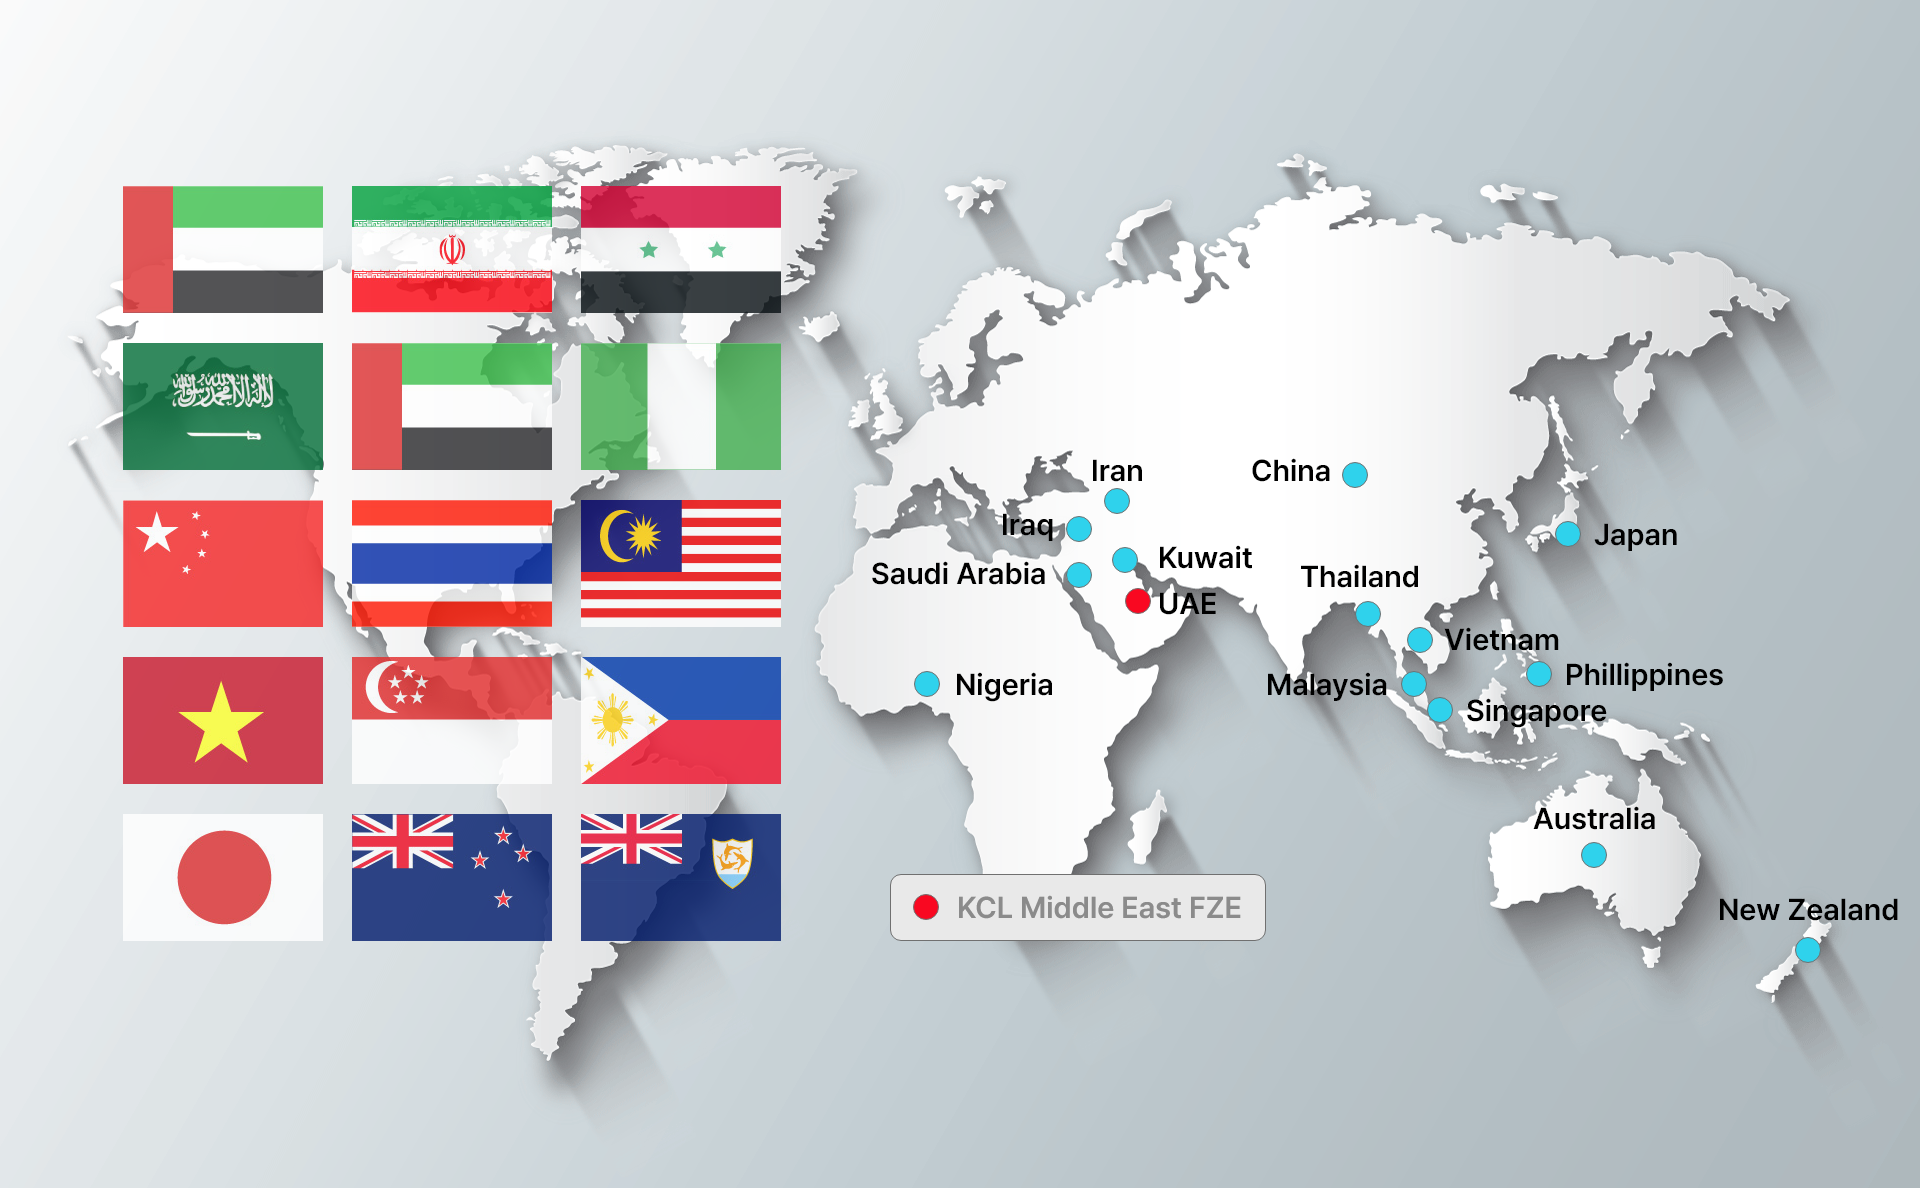 Iran
China
Iraq
Japan
Kuwait
Saudi Arabia
Thailand
UAE
Vietnam
Phillippines
Nigeria
Malaysia
Singapore
Australia
KCL Middle East FZE
New Zealand